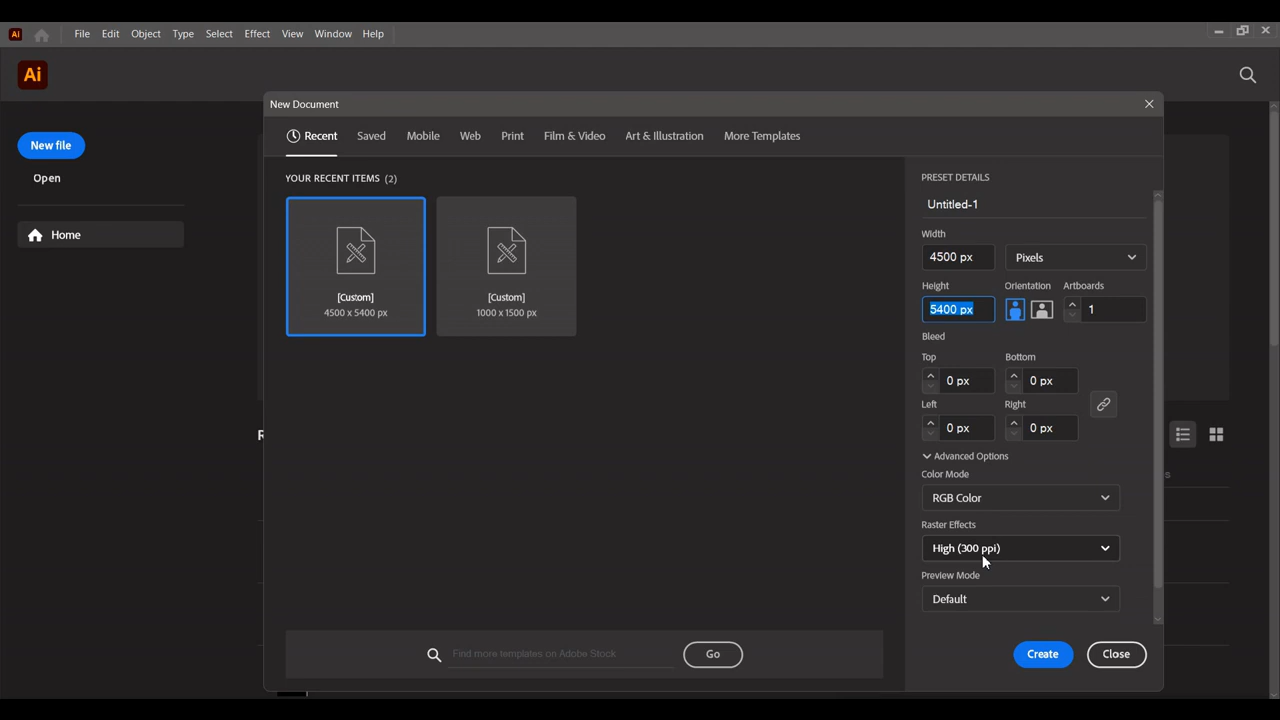 Ai
File Edit Object Type Select Effect View Window Help
Ai
New Document
New file
Recent Saved Mobile Web Print Film & Video Art & Illustration More Templates
Open
YOUR RECENT ITEMS (2)
PRESET DETAILS
Untitled-1
Home
Width
4500 px Pixels
Height Orientation Artboards
[Custom] [Custom]
5400 px 1
4500 x 5400 px 1000 x 1500 px
Bleed
Top Bottom
0 px 0 px
Left Right
0 px 0 px
R
Advanced Options
Color Mode
s
RGB Color
Raster Effects
High (300 ppi)
Preview Mode
Default
Find more templates on Adobe Stock Go
Create Close